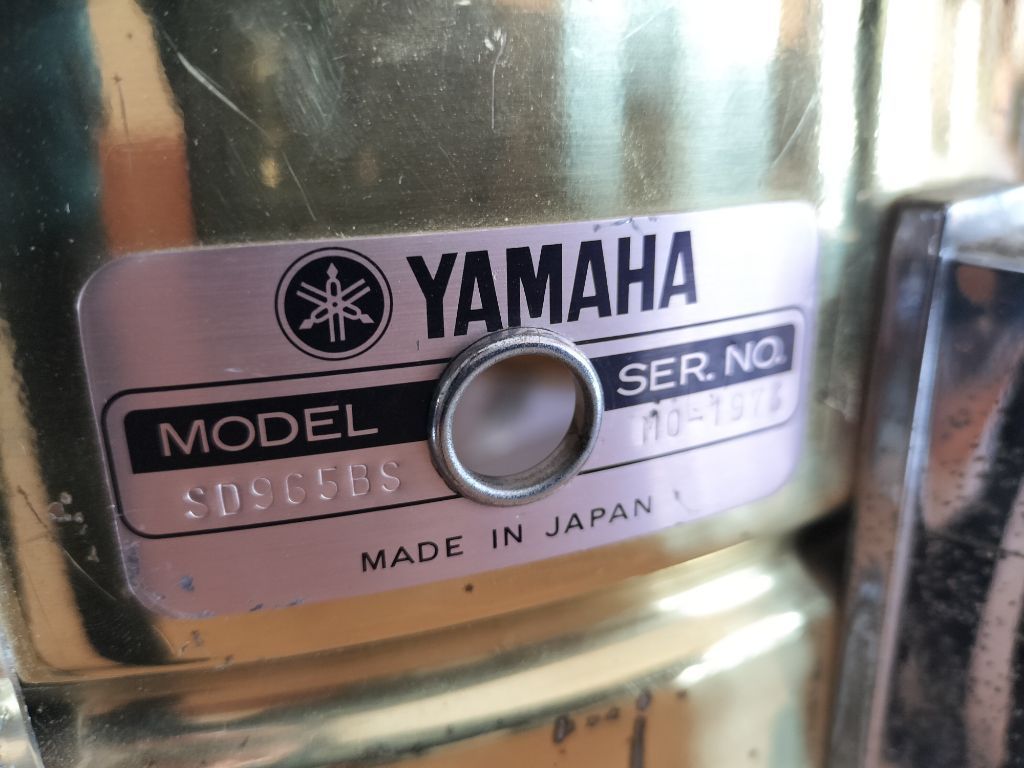 YAMAHA
MODEL
SER. NO.
SD965BS
MADE IN JAPAN